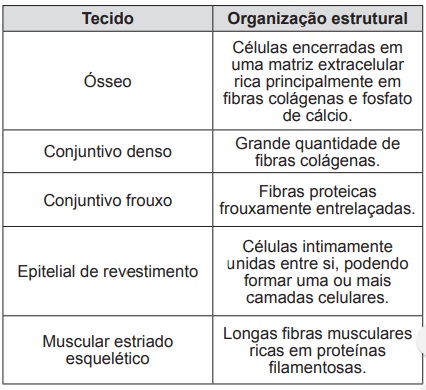 Tecido
Organização estrutural
Ósseo
Células encerradas em
uma matriz extracelular
rica principalmente em
fibras colágenas e fosfato
de cálcio.
Conjuntivo denso
Grande quantidade de
fibras colágenas.
Conjuntivo frouxo
Fibras proteicas
frouxamente entrelaçadas.
Epitelial de revestimento
Células intimamente
unidas entre si, podendo
formar uma ou mais
camadas celulares.
Muscular estriado
esquelético
Longas fibras musculares
ricas em proteínas
filamentosas.